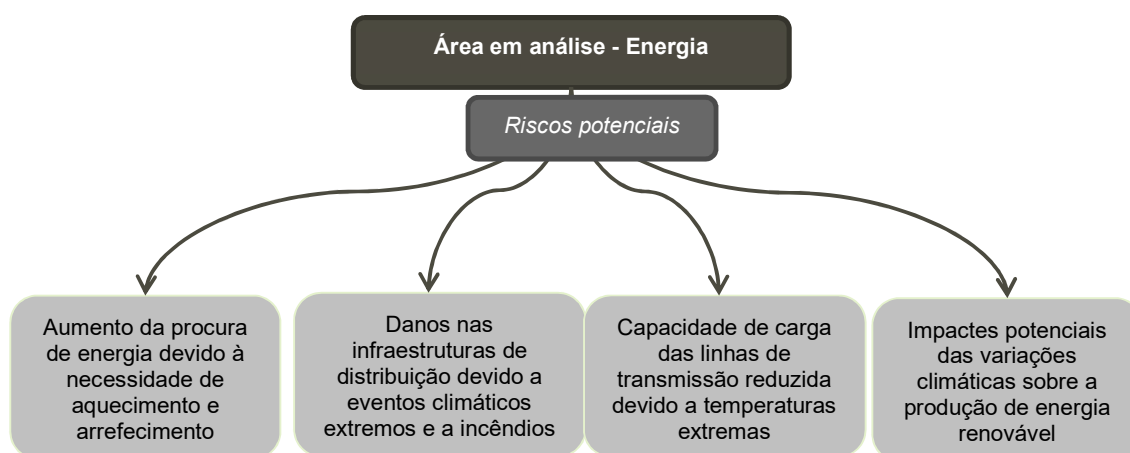 Área em análise - Energia
Riscos potenciais
Aumento da procura
de energia devido à
necessidade de
aquecimento e
arrefecimento
Danos nas
infraestruturas de
distribuição devido a
eventos climáticos
extremos e a incêndios
Capacidade de carga
das linhas de
transmissão reduzida
devido a temperaturas
extremas
Impactes potenciais
das variações
climáticas sobre a
produção de energia
renovável